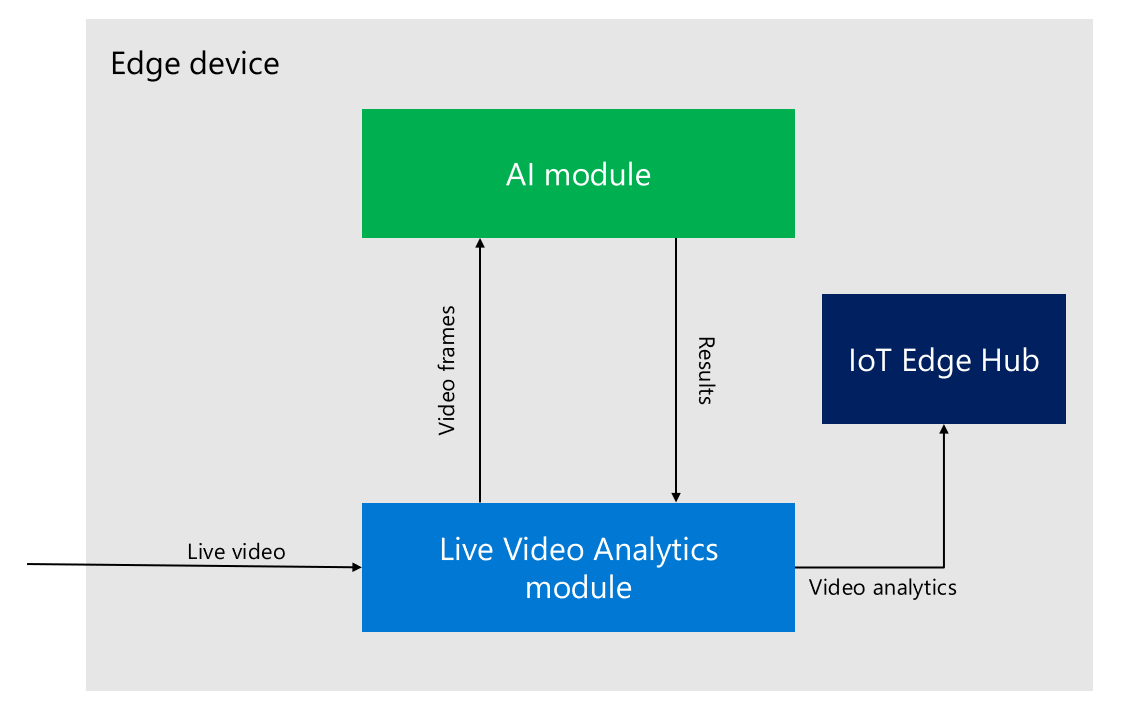 Edge device
AI module
Video frames
Results
IoT Edge Hub
Live video
Live Video Analytics
module
Video analytics